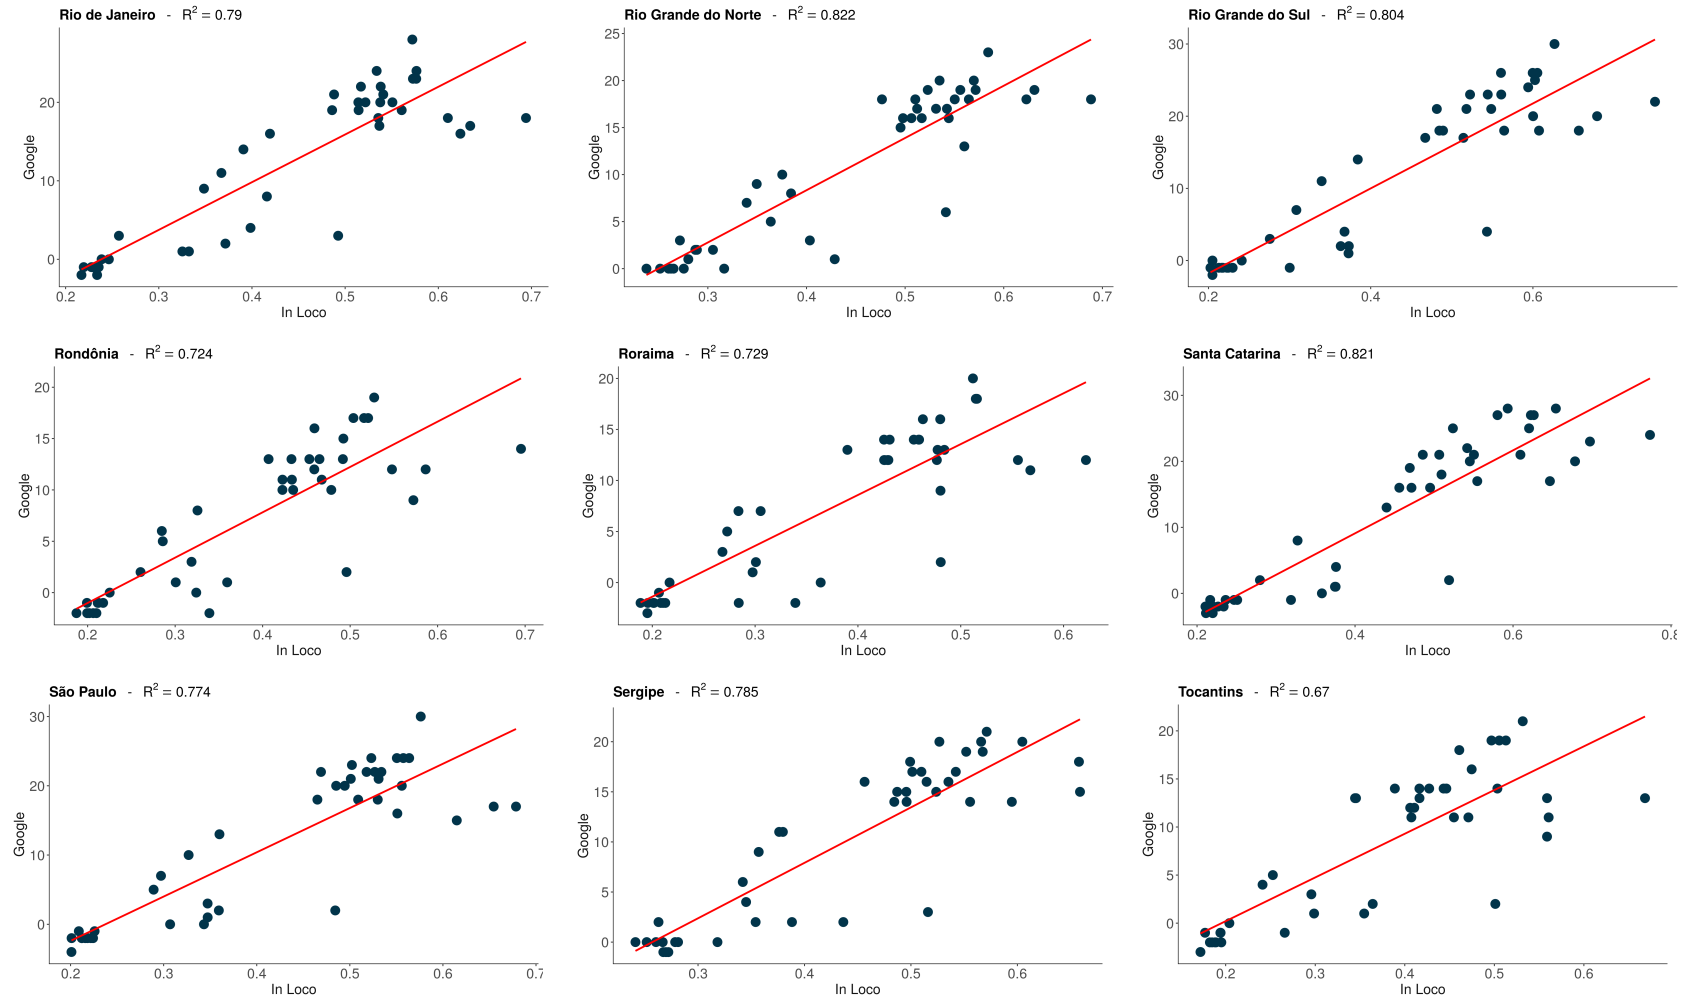 Rio de Janeiro - R² = 0.79
Google
20
10
0
0.2 0.3 0.4 0.5 0.6 0.7
In Loco
Rio Grande do Norte - R² = 0.822
Google
25
20
15
10
5
0
0.3 0.5 0.7
In Loco
Rio Grande do Sul - R² = 0.804
Google
30
20
10
0
0.2 0.4 0.6
In Loco
Rondônia - R² = 0.724
Google
20
15
10
5
0
0.2 0.3 0.4 0.5 0.6 0.7
In Loco
Roraima - R² = 0.729
Google
20
15
10
5
0
0.2 0.3 0.4 0.5 0.6
In Loco
Santa Catarina - R² = 0.821
Google
30
20
10
0
0.2 0.4 0.6
In Loco
São Paulo - R² = 0.774
Google
30
20
10
0
0.2 0.3 0.4 0.5 0.6 0.7
In Loco
Sergipe - R² = 0.785
Google
20
15
10
5
0
0.3 0.4 0.5 0.6
In Loco
Tocantins - R² = 0.67
Google
20
15
10
5
0
0.2 0.3 0.4 0.5 0.6
In Loco